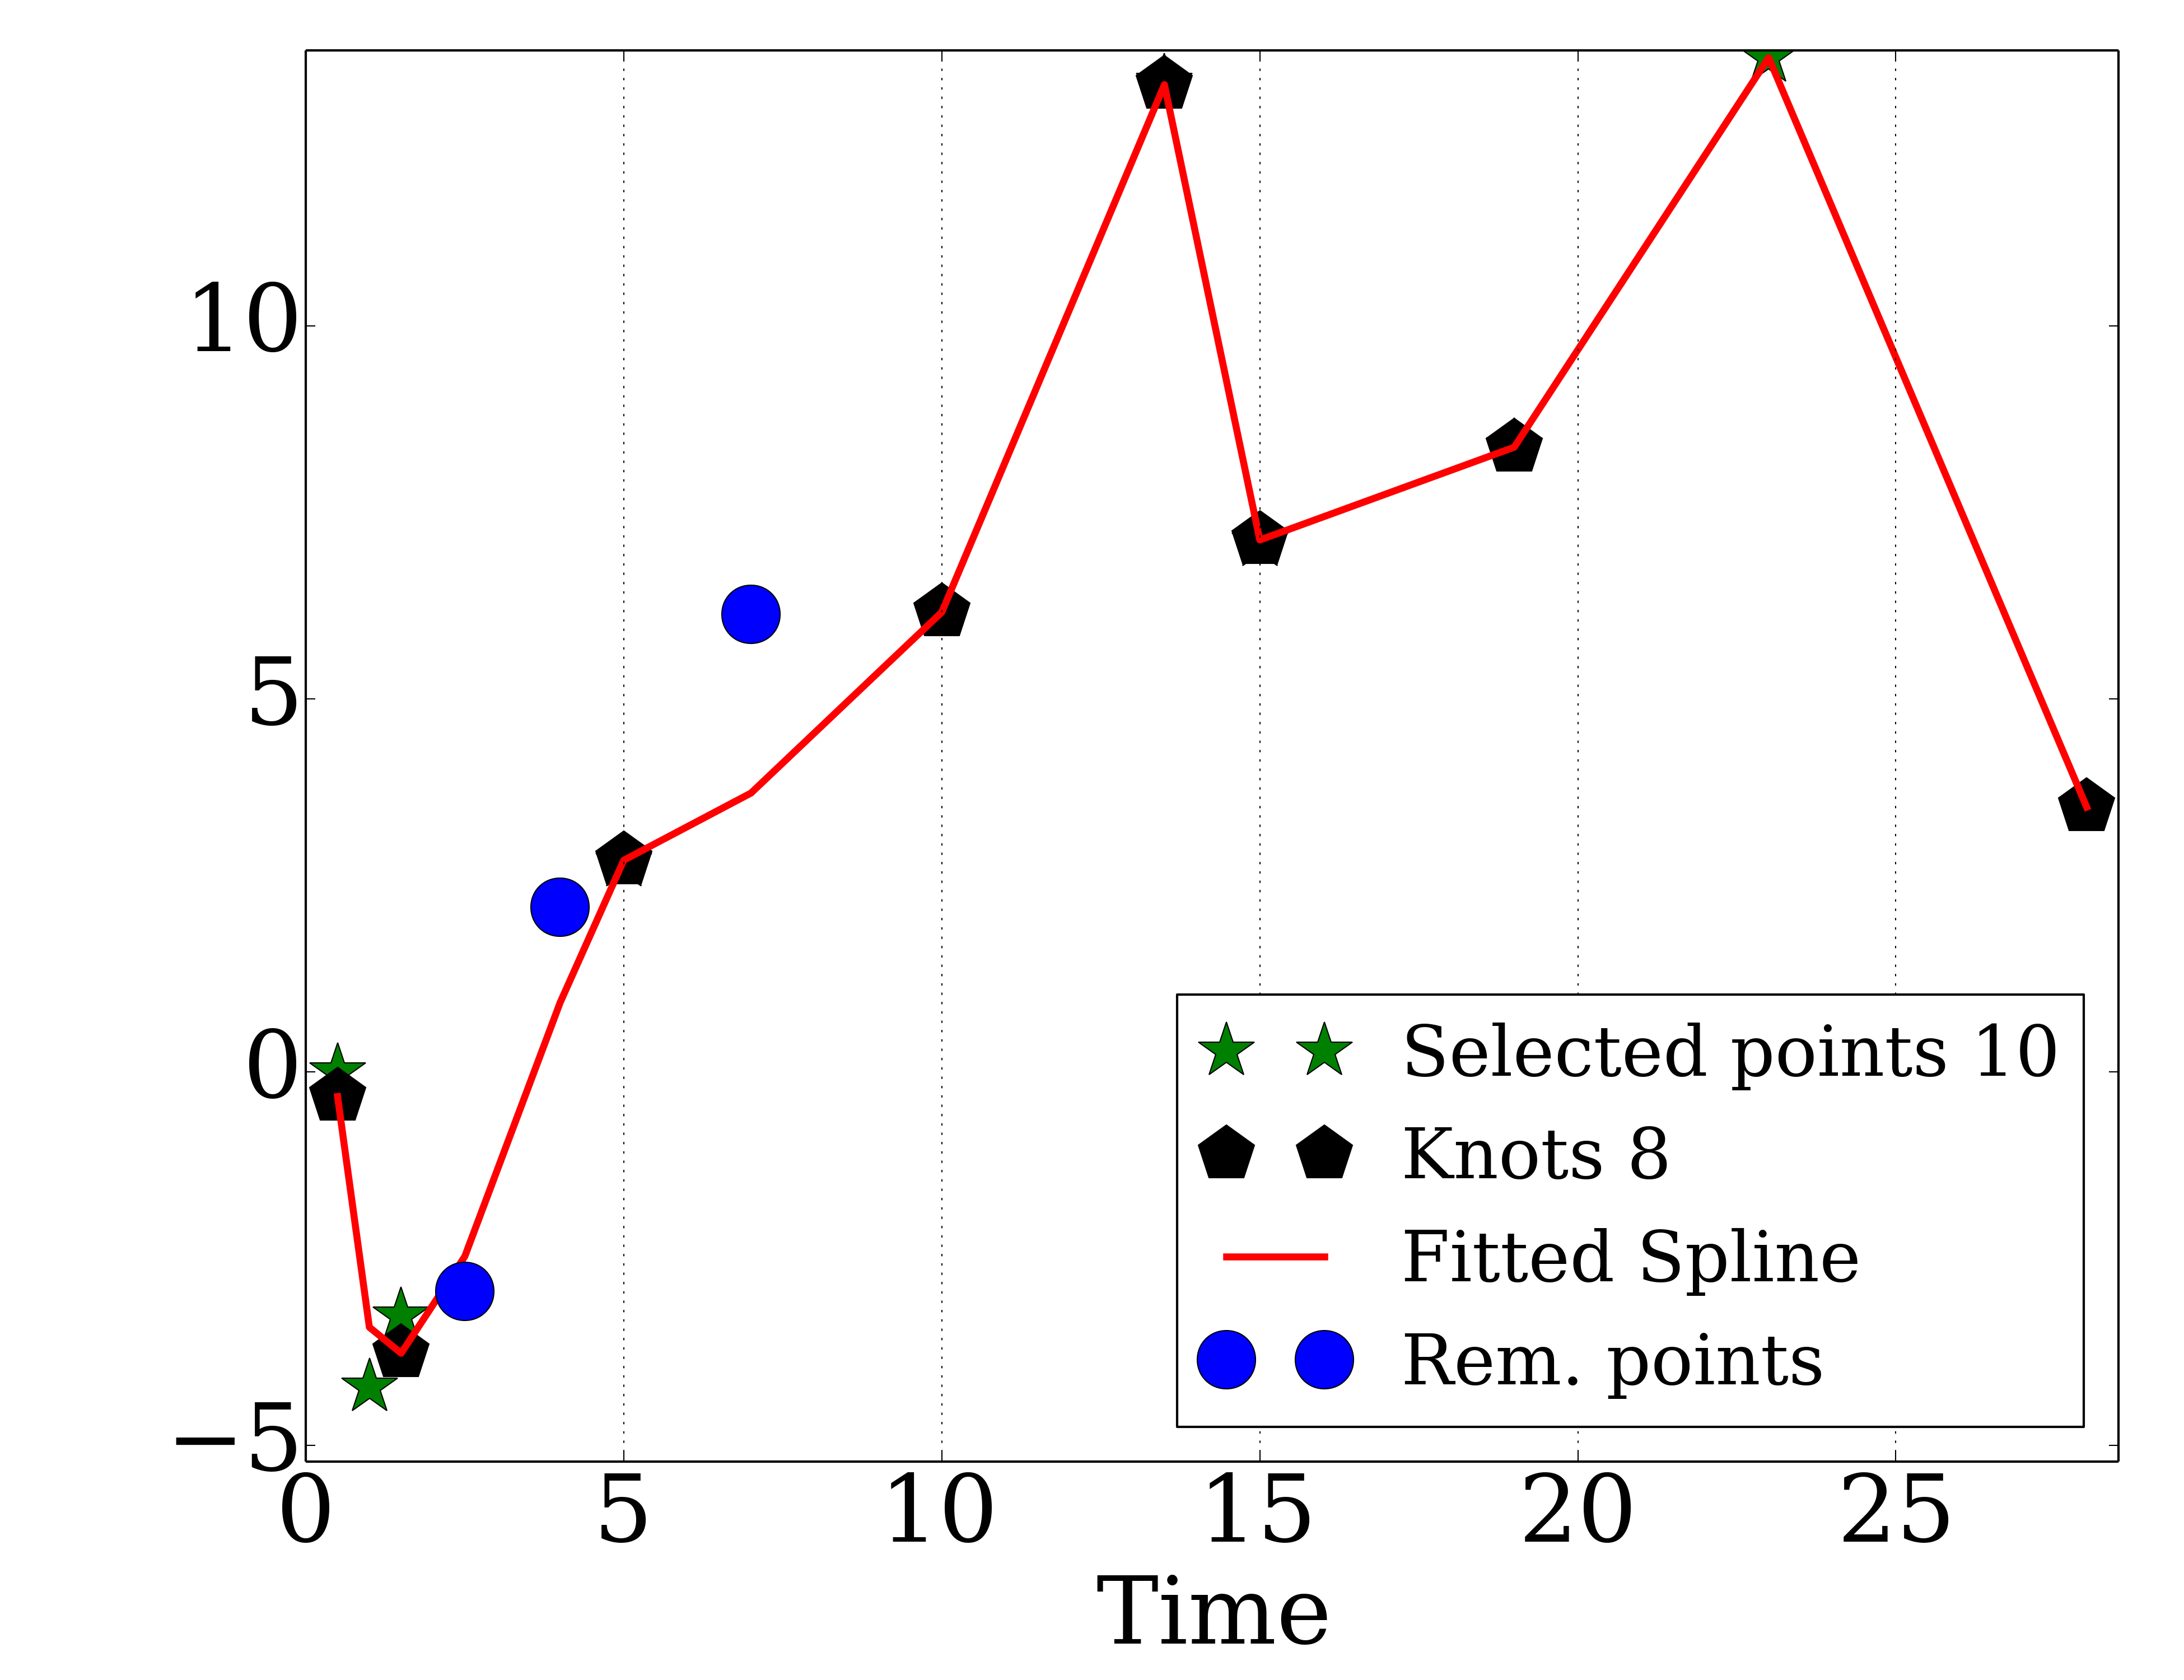 10
5
0
−5
0 5 10 15 20 25
Time
Selected points 10
Knots 8
Fitted Spline
Rem. points